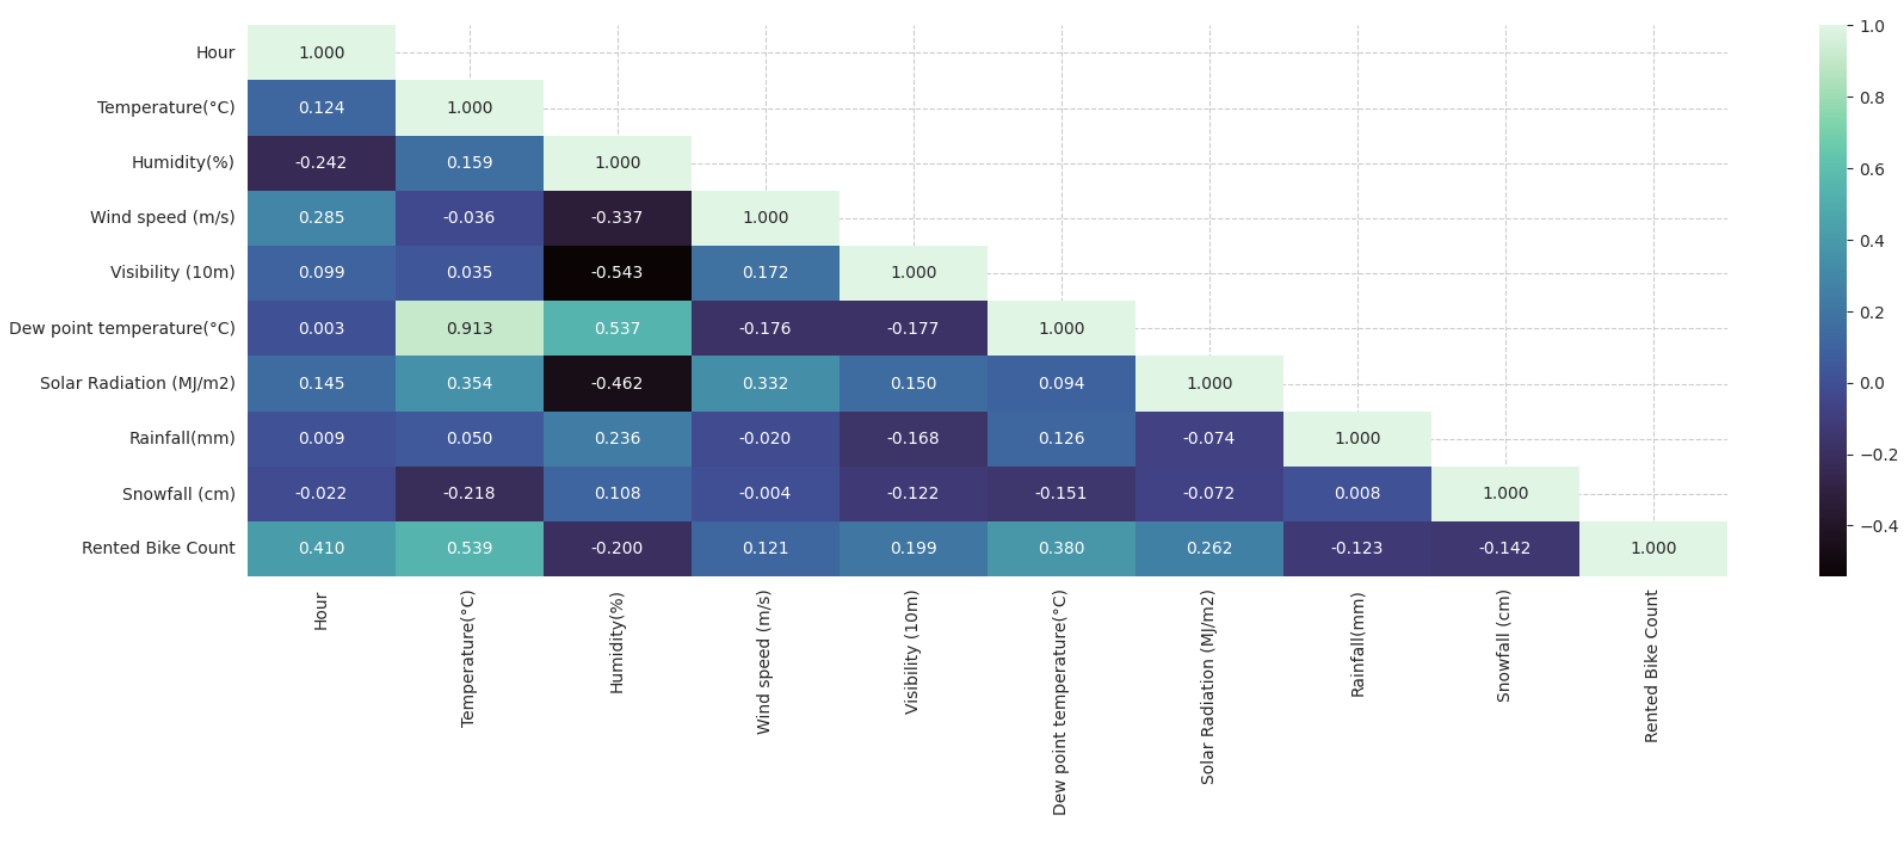 Hour 1.000
Temperature(°C) 0.124 1.000
Humidity(%) -0.242 0.159 1.000
Wind speed (m/s) 0.285 -0.036 -0.337 1.000
Visibility (10m) 0.099 0.035 -0.543 0.172 1.000
Dew point temperature(°C) 0.003 0.913 0.537 -0.176 -0.177 1.000
Solar Radiation (MJ/m2) 0.145 0.354 -0.462 0.332 0.150 0.094 1.000
Rainfall(mm) 0.009 0.050 0.236 -0.020 -0.168 0.126 -0.074 1.000
Snowfall (cm) -0.022 -0.218 0.108 -0.004 -0.122 -0.151 -0.072 0.008 1.000
Rented Bike Count 0.410 0.539 -0.200 0.121 0.199 0.380 0.262 -0.123 -0.142 1.000
Hour
Temperature(°C)
Humidity(%)
Wind speed (m/s)
Visibility (10m)
Dew point temperature(°C)
Solar Radiation (MJ/m2)
Rainfall(mm)
Snowfall (cm)
Rented Bike Count
1.0
0.8
0.6
0.4
0.2
0.0
−0.2
−0.4